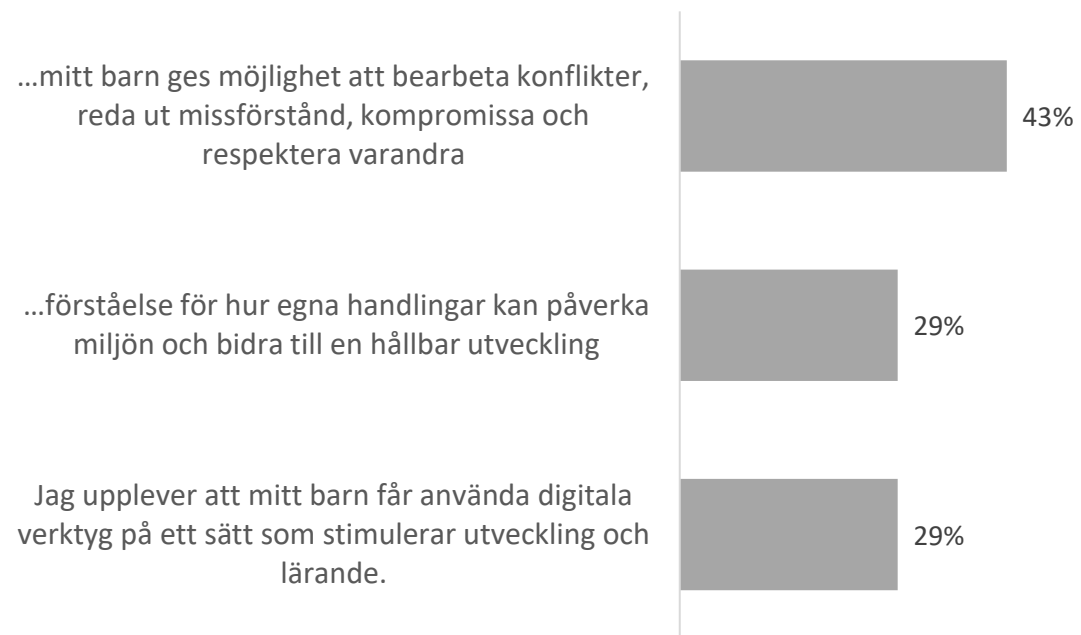 …mitt barn ges möjlighet att bearbeta konflikter,
reda ut missförstånd, kompromissa och
respektera varandra
43%
…förståelse för hur egna handlingar kan påverka
miljön och bidra till en hållbar utveckling
29%
Jag upplever att mitt barn får använda digitala
verktyg på ett sätt som stimulerar utveckling och
lärande.
29%